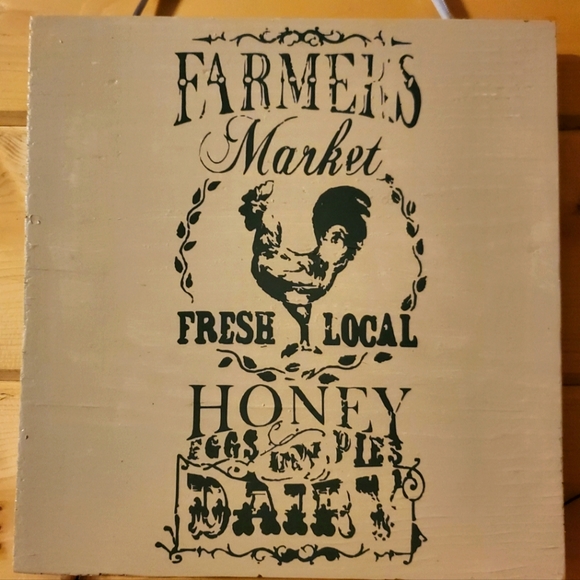 FARMERS
Market
FRESH LOCAL
HONEY
EGGS PIES
DAIRY